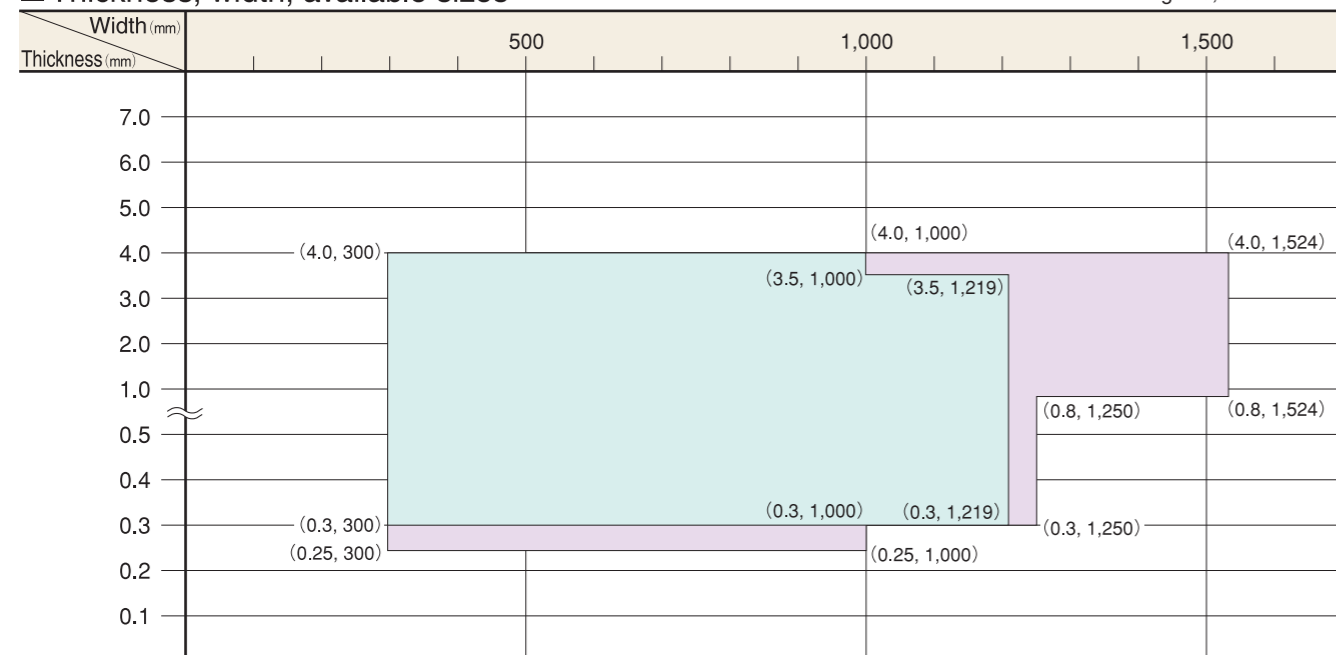 Thickness, width, available sizes
Width (mm)
Thickness (mm)
500 1,000 1,500
7.0
6.0
5.0
(4.0, 1,000)
4.0 (4.0, 300) (4.0, 1,524)
(3.5, 1,000) (3.5, 1,219)
3.0
2.0
1.0
(0.8, 1,250) (0.8, 1,524)
0.5
0.4
(0.3, 1,000) (0.3, 1,219)
0.3 (0.3, 300) (0.3, 1,250)
(0.25, 300) (0.25, 1,000)
0.2
0.1